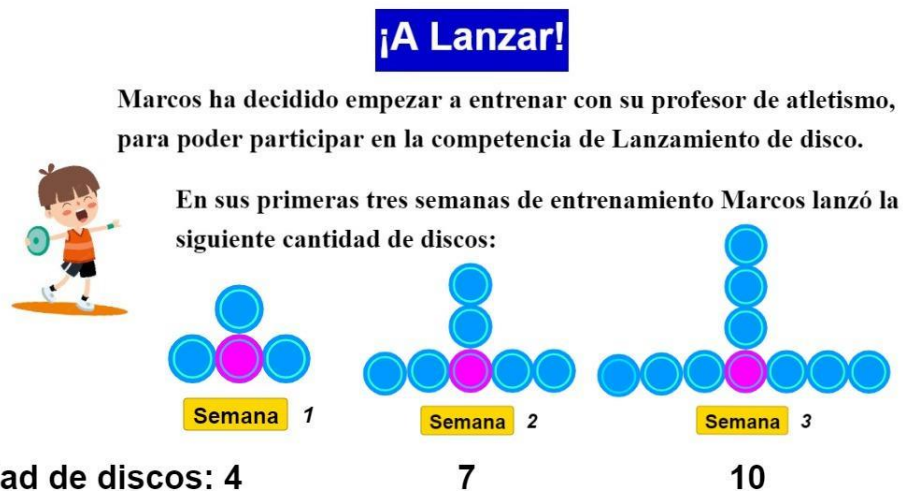 ¡A Lanzar!
Marcos ha decidido empezar a entrenar con su profesor de atletismo,
para poder participar en la competencia de Lanzamiento de disco.
En sus primeras tres semanas de entrenamiento Marcos lanzó la
siguiente cantidad de discos:
Semana 1
Semana 2
Semana 3
ad de discos: 4 7 10